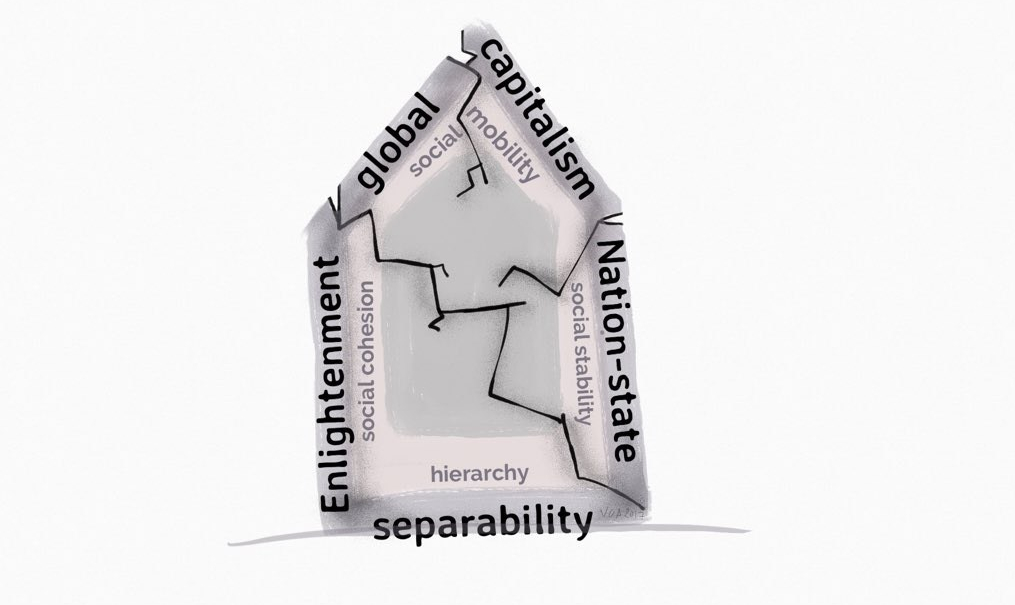 global
capitalism
social
mobility
Enlightenment
social cohesion
social stability
Nation-state
hierarchy
separability